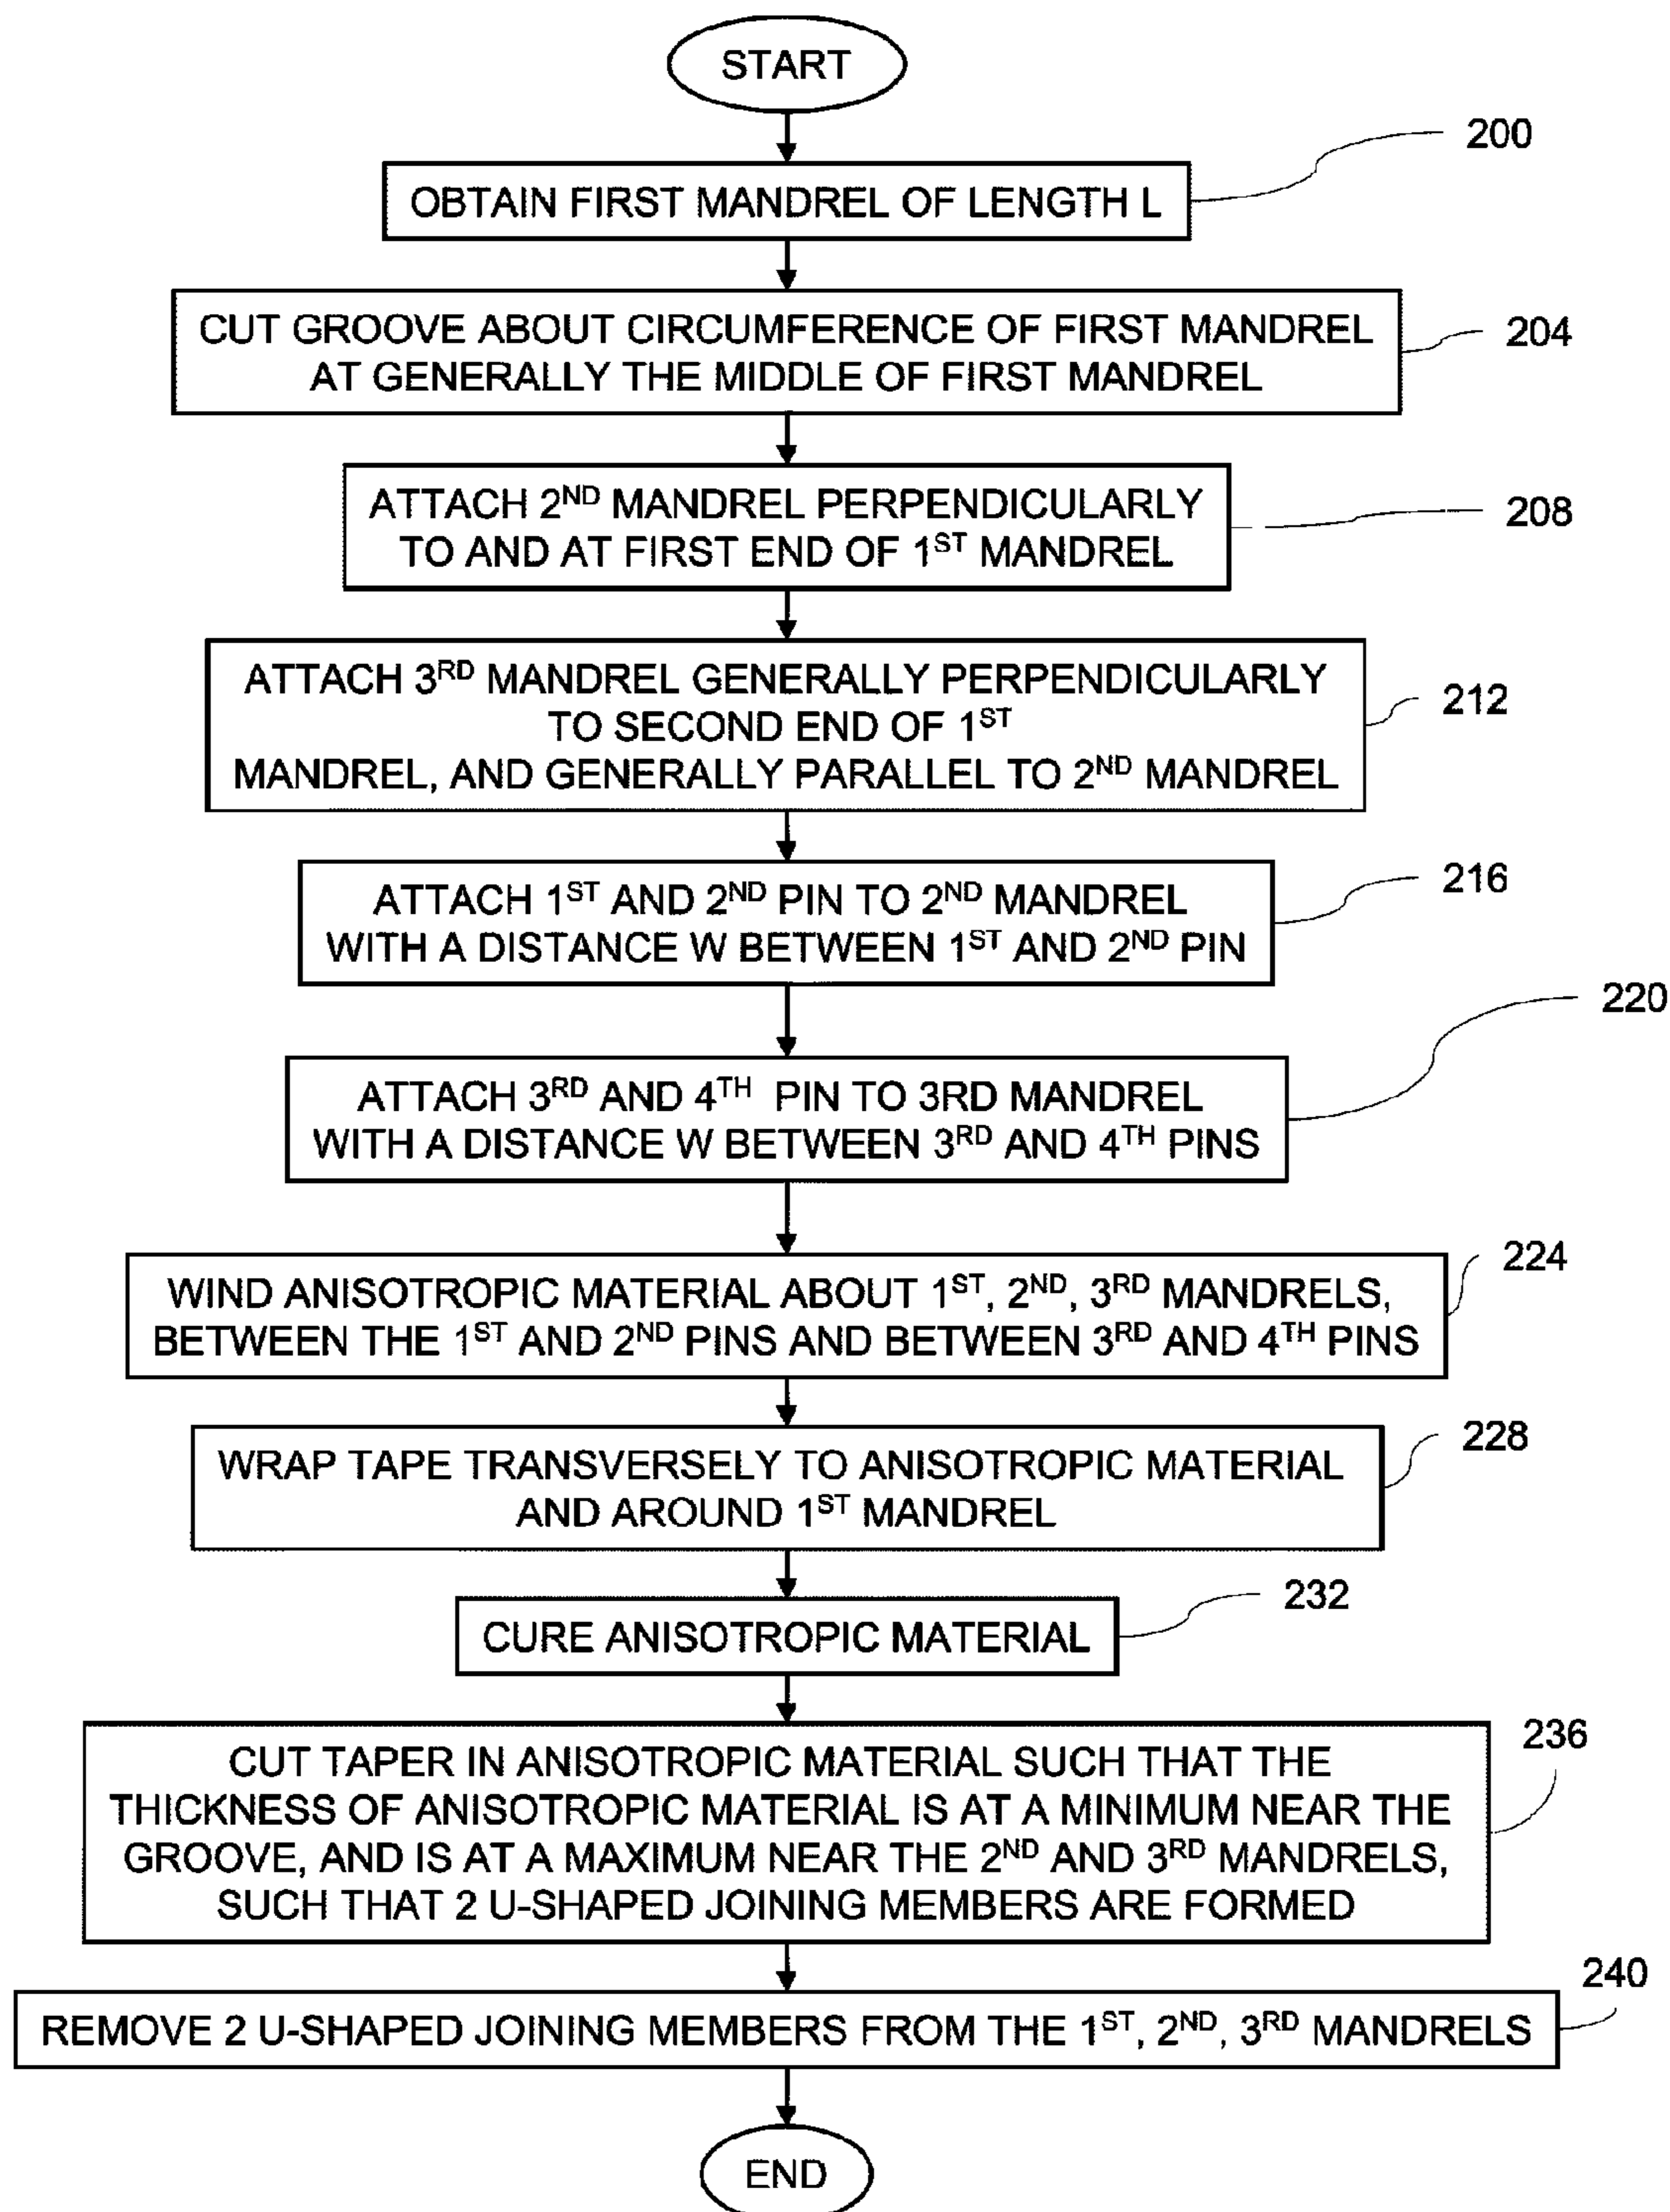 START
200
OBTAIN FIRST MANDREL OF LENGTH L
CUT GROOVE ABOUT CIRCUMFERENCE OF FIRST MANDREL
AT GENERALLY THE MIDDLE OF FIRST MANDREL
204
ATTACH 2ND MANDREL PERPENDICULARLY
TO AND AT FIRST END OF 1ST MANDREL
208
ATTACH 3RD MANDREL GENERALLY PERPENDICULARLY
TO SECOND END OF 1ST
MANDREL, AND GENERALLY PARALLEL TO 2ND MANDREL
212
ATTACH 1ST AND 2ND PIN TO 2ND MANDREL
WITH A DISTANCE W BETWEEN 1ST AND 2ND PIN
216
220
ATTACH 3RD AND 4TH PIN TO 3RD MANDREL
WITH A DISTANCE W BETWEEN 3RD AND 4TH PINS
224
WIND ANISOTROPIC MATERIAL ABOUT 1ST, 2ND, 3RD MANDRELS,
BETWEEN THE 1ST AND 2ND PINS AND BETWEEN 3RD AND 4TH PINS
228
WRAP TAPE TRANSVERSELY TO ANISOTROPIC MATERIAL
AND AROUND 1ST MANDREL
232
CURE ANISOTROPIC MATERIAL
236
CUT TAPER IN ANISOTROPIC MATERIAL SUCH THAT THE
THICKNESS OF ANISOTROPIC MATERIAL IS AT A MINIMUM NEAR THE
GROOVE, AND IS AT A MAXIMUM NEAR THE 2ND AND 3RD MANDRELS,
SUCH THAT 2 U-SHAPED JOINING MEMBERS ARE FORMED
240
REMOVE 2 U-SHAPED JOINING MEMBERS FROM THE 1ST, 2ND, 3RD MANDRELS
END